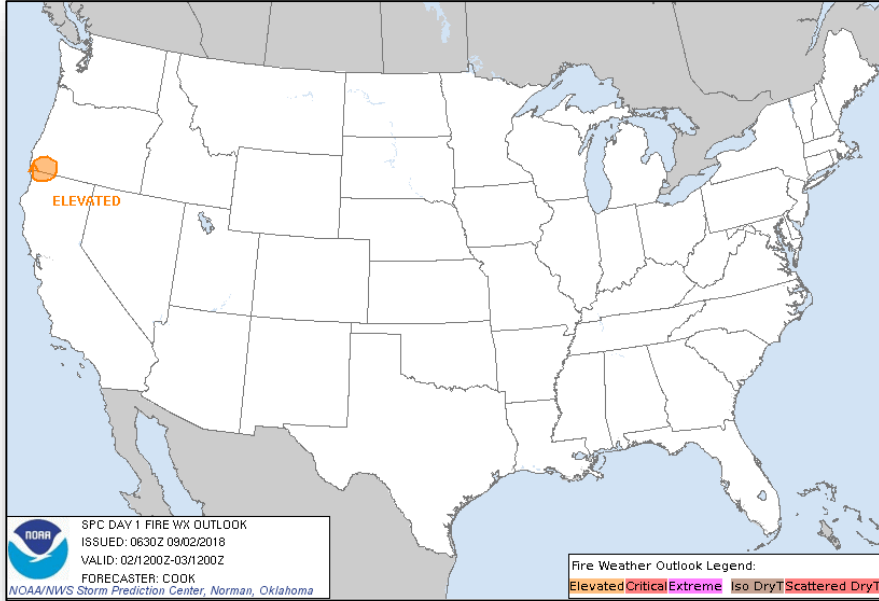 ELEVATED
NOAA
SPC DAY 1 FIRE WX OUTLOOK
ISSUED: 0630Z 09/02/2018
VALID: 02/1200Z-03/1200Z
FORECASTER: COOK
NOAA/NWS Storm Prediction Center, Norman, Oklahoma
Fire Weather Outlook Legend:
Elevated Critical Extreme Iso DryT Scattered DryT